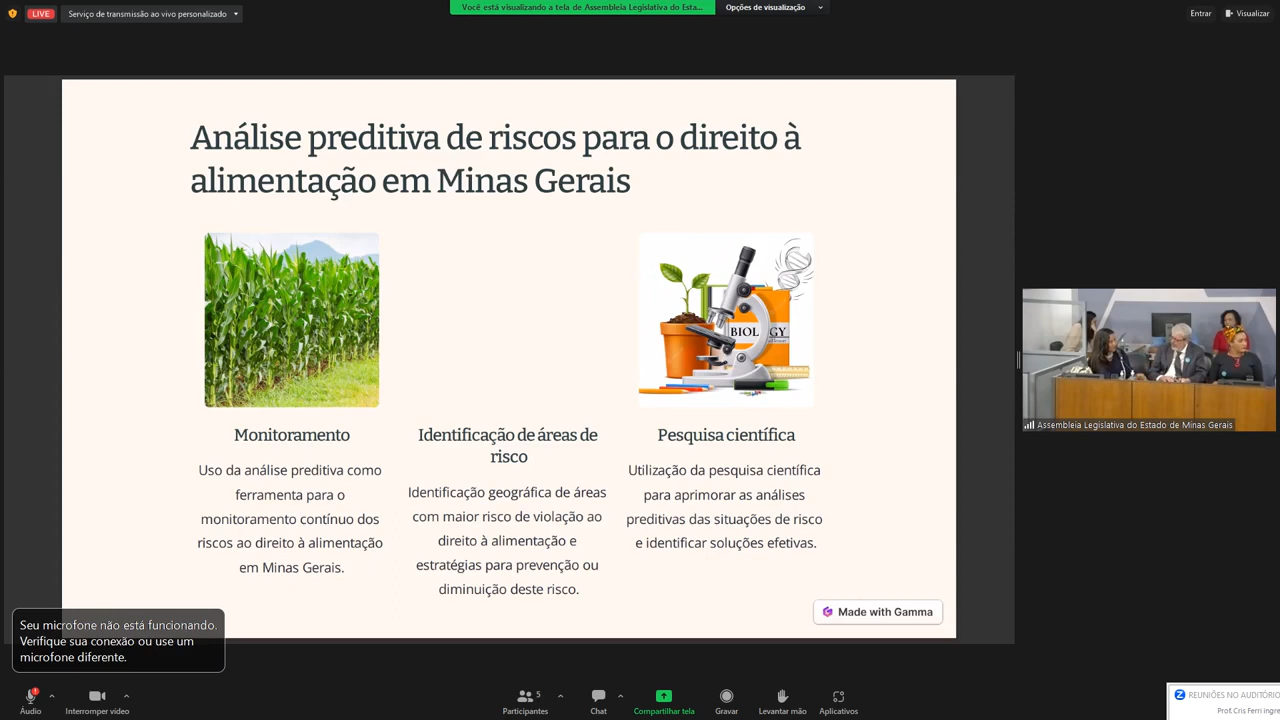 LIVE
Serviço de transmissão ao vivo personalizado
Você está visualizando a tela de Assembleia Legislativa do Esta...
Opções de visualização
Entrar
Visualizar
Análise preditiva de riscos para o direito à
alimentação em Minas Gerais
BIOLOGY
Monitoramento
Uso da análise preditiva como
ferramenta para o
monitoramento contínuo dos
riscos ao direito à alimentação
em Minas Gerais.
Identificação de áreas de
risco
Identificação geográfica de áreas
com maior risco de violação ao
direito à alimentação e
estratégias para prevenção ou
diminuição deste risco.
Pesquisa científica
Utilização da pesquisa científica
para aprimorar as análises
preditivas das situações de risco
e identificar soluções efetivas.
Made with Gamma
Assembleia Legislativa do Estado de Minas Gerais
Seu microfone não está funcionando.
Verifique sua conexão ou use um
microfone diferente.
Áudio
Interromper vídeo
Participantes
5
Chat
Compartilhar tela
Gravar
Levantar mão
Aplicativos
REUNIÕES NO AUDITÓRIO
Prof. Cris Ferri ingre